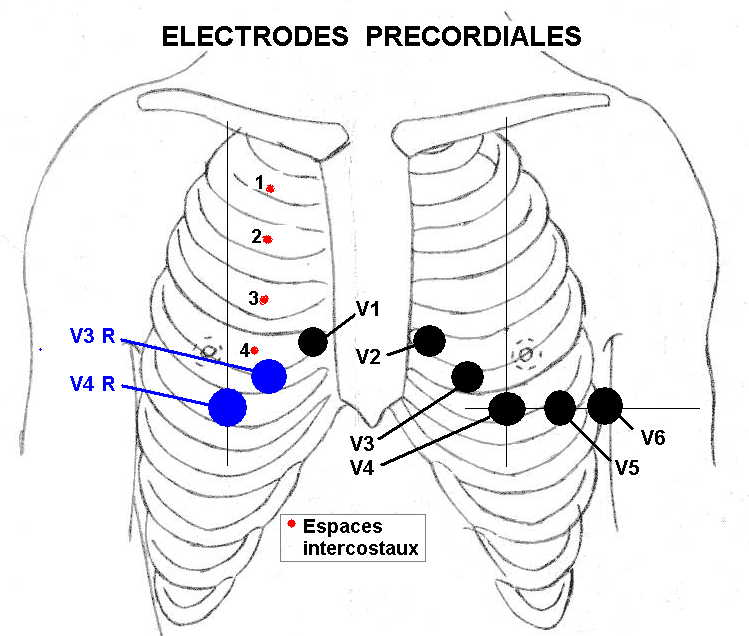 ELECTRODES PRECORDIALES
1
2
3
V1
V3 R
4
V2
V4 R
V3
V6
V4
V5
Espaces
intercostaux